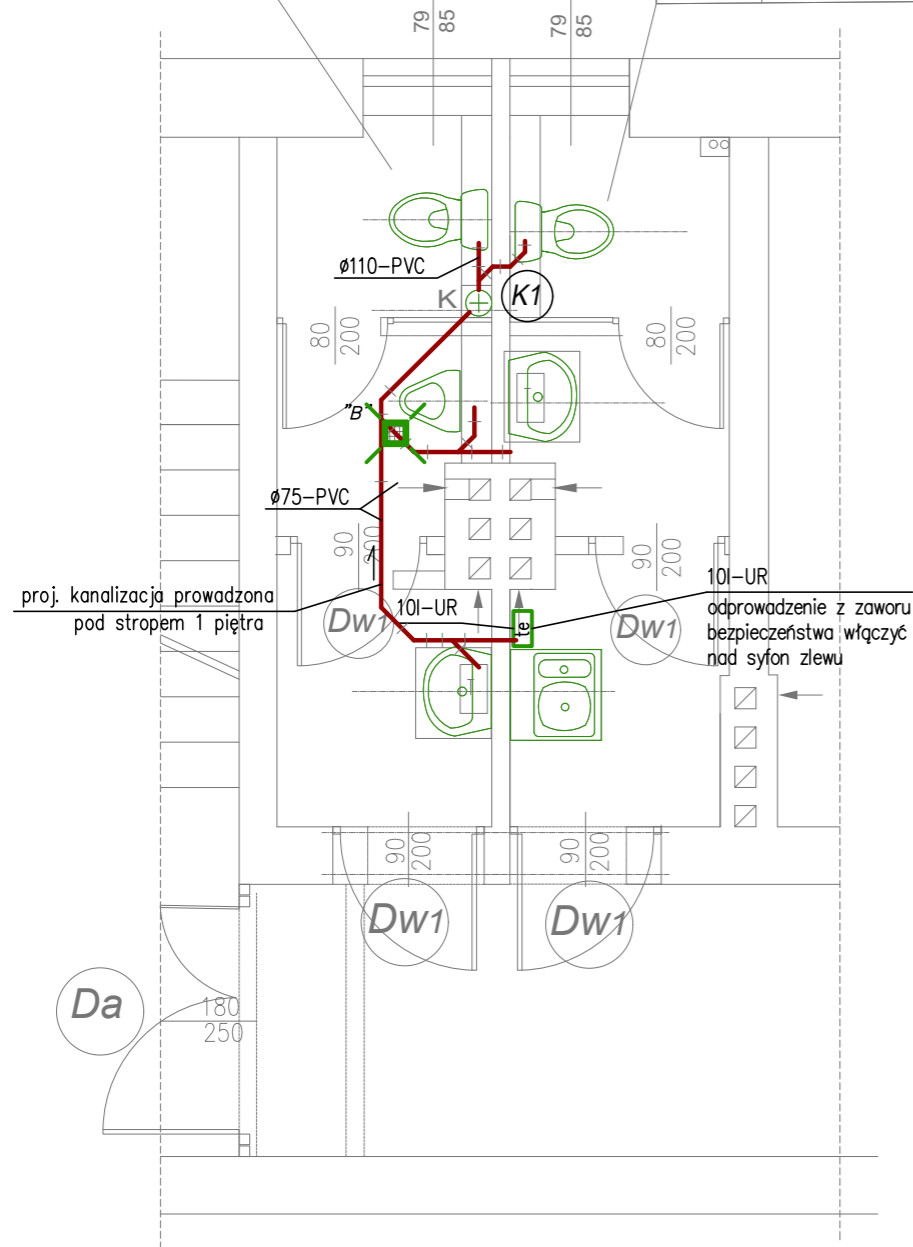 79
85
79
85
ø110-PVC
K
K1
80
200
80
200
"B"
ø75-PVC
90
200
90
200
proj. kanalizacja prowadzona
pod stropem 1 piętra
Dw1
10l-UR
te
Dw1
10l-UR
odprowadzenie z zaworu
bezpieczeństwa włączyć
nad syfon zlewu
90
200
90
200
Dw1
Dw1
Da
180
250